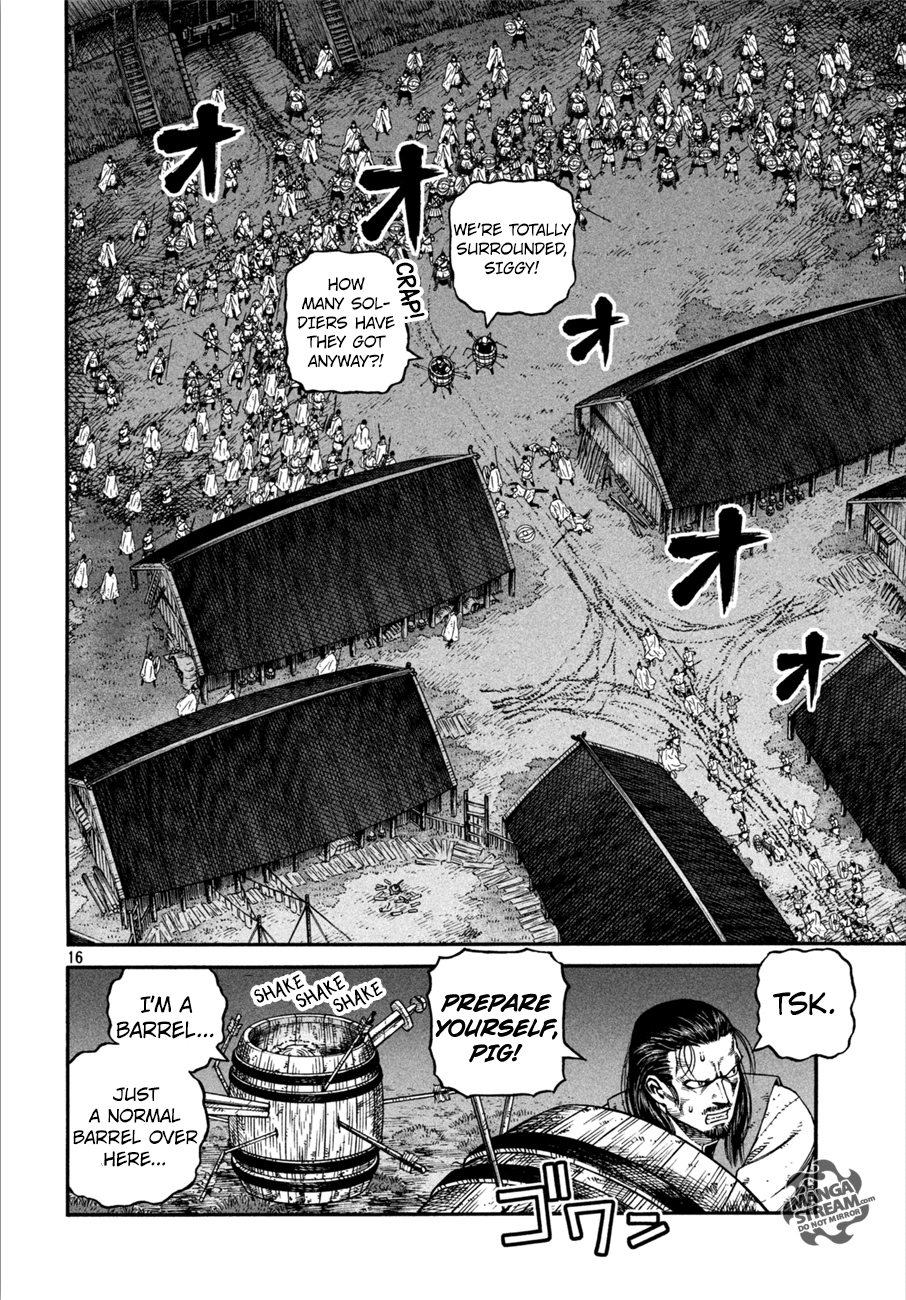 オ
オ
オ
オ
オ
WE'RE TOTALLY
SURROUNDED,
SIGGY!
CRAP!
HOW
MANY SOL-
DIERS HAVE
THEY GOT
ANYWAY?!
16
TSK.
PREPARE
YOURSELF,
PIG!
ゴワン
SHAKE
SHAKE
SHAKE
I'M A
BARREL...
JUST
A NORMAL
BARREL OVER
HERE...
MANGA
STREAM.com
DO NOT MIRROR